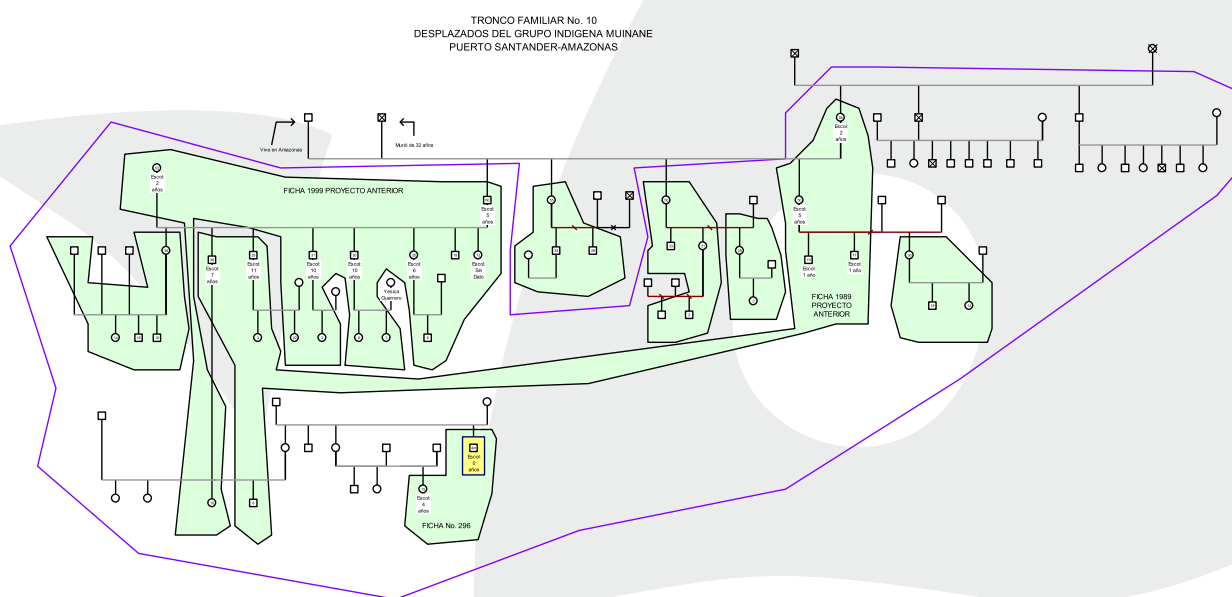 TRONCO FAMILIAR No. 10
DESPLAZADOS DEL GRUPO INDIGENA MUINANE
PUERTO SANTANDER-AMAZONAS
Vive en Amazonas
Murió de 32 años
Escol:
2
años
Escol:
2
años
FICHA 1999 PROYECTO ANTERIOR
Escol:
5
años
Escol:
5
años
Escol:
7
años
Escol:
11
años
Escol:
10
años
Escol:
10
años
Escol:
6
años
Escol:
Sin
Dato
Escol:
1 año
Escol:
1 año
Yesica
Guerrero
FICHA 1989
PROYECTO
ANTERIOR
Escol:
0
años
Escol:
4
años
FICHA No. 296